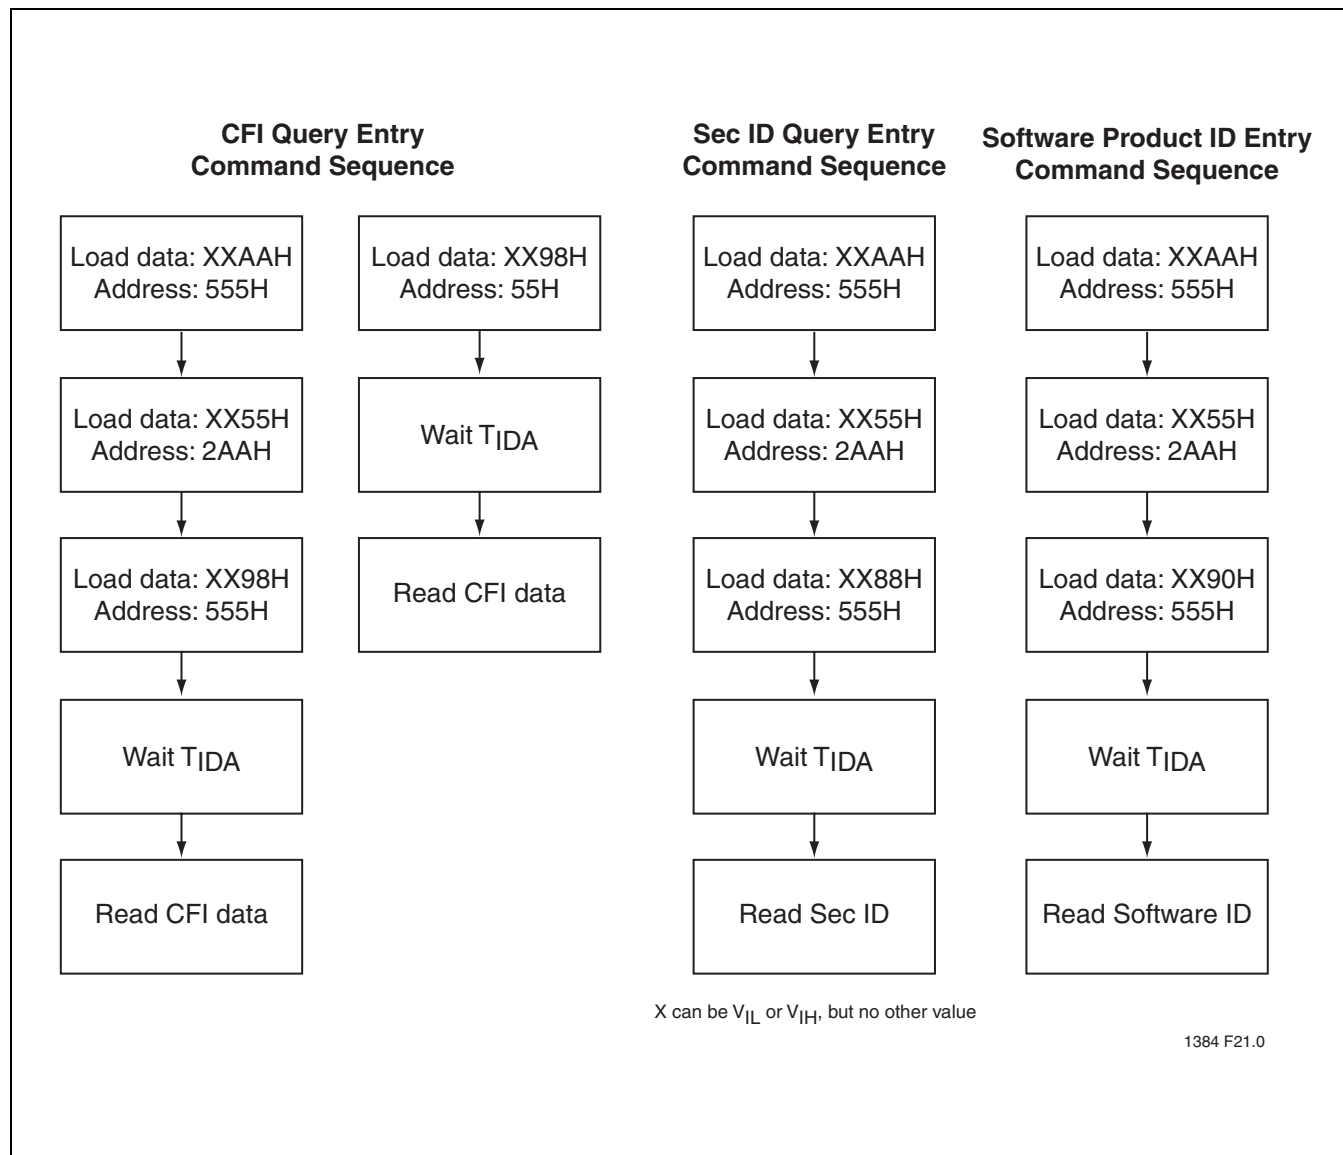 CFI Query Entry
Command Sequence
Load data: XXAAH
Address: 555H
Load data: XX55H
Address: 2AAH
Load data: XX98H
Address: 555H
Wait TIDA
Read CFI data
Load data: XX98H
Address: 55H
Wait TIDA
Read CFI data
Sec ID Query Entry
Command Sequence
Load data: XXAAH
Address: 555H
Load data: XX55H
Address: 2AAH
Load data: XX88H
Address: 555H
Wait TIDA
Read Sec ID
Software Product ID Entry
Command Sequence
Load data: XXAAH
Address: 555H
Load data: XX55H
Address: 2AAH
Load data: XX90H
Address: 555H
Wait TIDA
Read Software ID
X can be VIL or VIH, but no other value
1384 F21.0